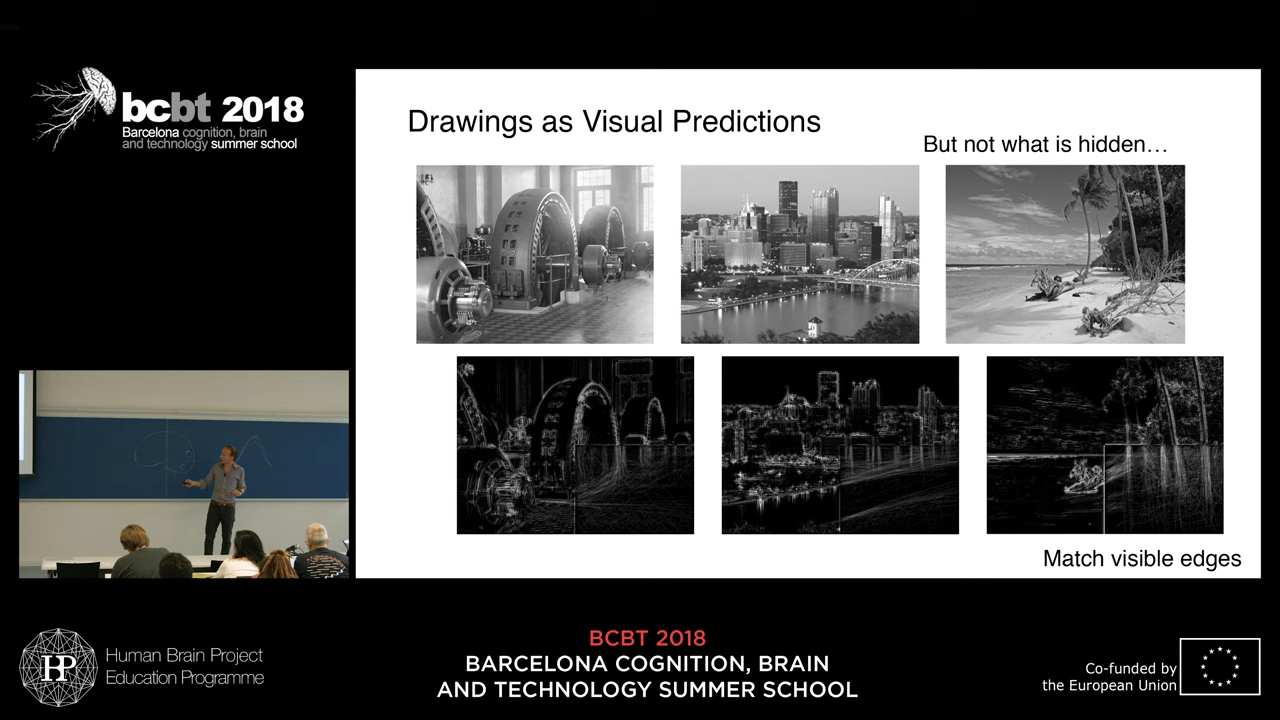 bcbt 2018
Barcelona cognition, brain
and technology summer school
Drawings as Visual Predictions
But not what is hidden…
Match visible edges
HP
Human Brain Project
Education Programme
BCBT 2018
BARCELONA COGNITION, BRAIN
AND TECHNOLOGY SUMMER SCHOOL
Co-funded by
the European Union